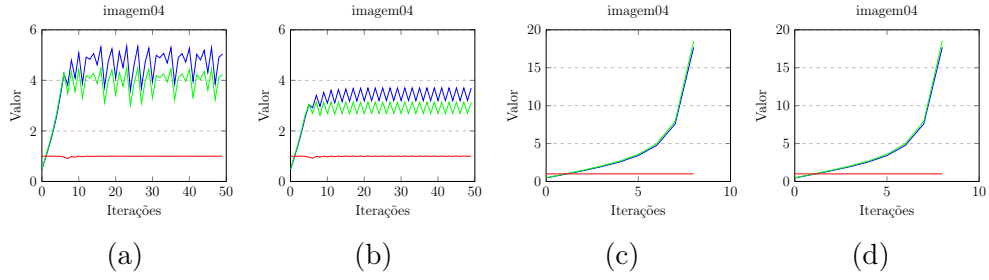 imagem04 imagem04 imagem04 imagem04
6 6 20 20
15 15
4 4
10 10
2 2
5 5
0 0 0 0
0 10 20 30 40 50 0 10 20 30 40 50 0 5 10 0 5 10
Valor Valor Valor Valor
Iterações Iterações Iterações Iterações
(a) (b) (c) (d)